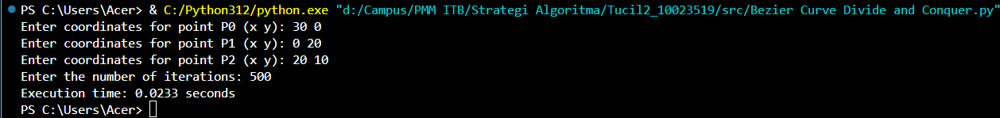 PS C:\Users\Acer> & C:/Python312/python.exe "d:/Campus/PMM ITB/Strategi Algoritma/Tucil2_10023519/src/Bezier Curve Divide and Conquer.py"
Enter coordinates for point P0 (x y): 30 0
Enter coordinates for point P1 (x y): 0 20
Enter coordinates for point P2 (x y): 20 10
Enter the number of iterations: 500
Execution time: 0.0233 seconds
PS C:\Users\Acer>